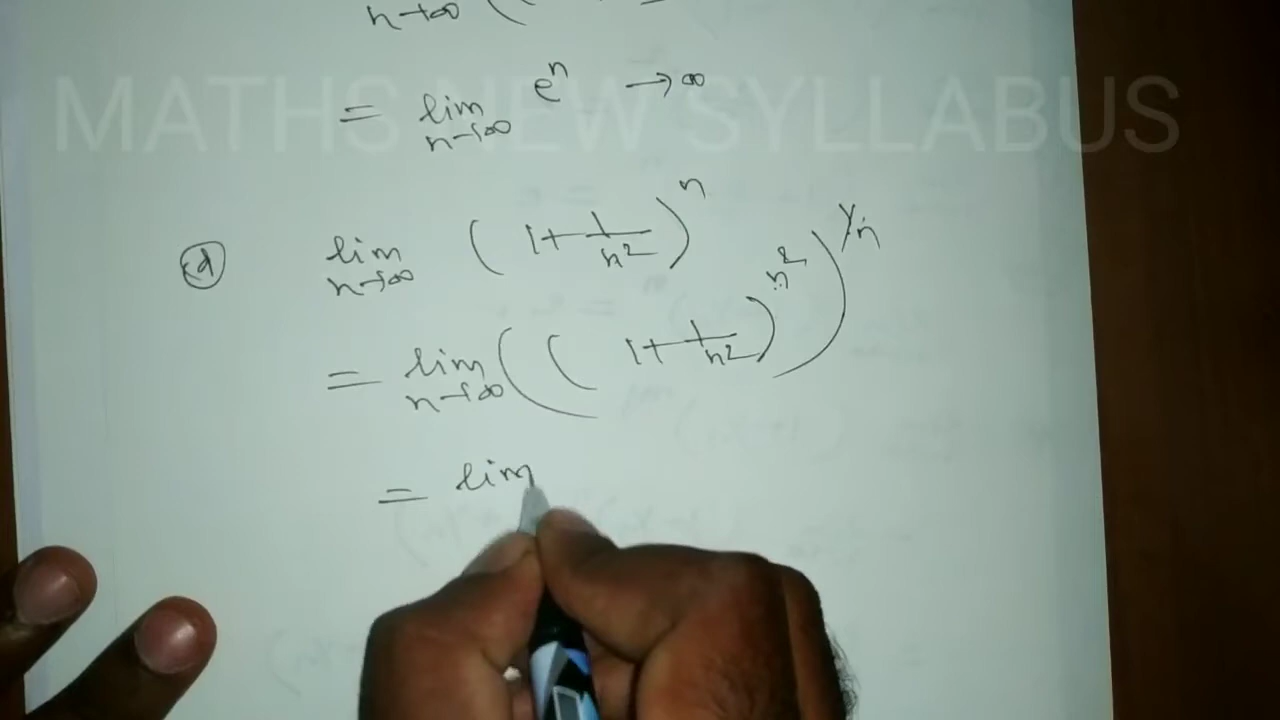 n→∞ (
= lim e^n → ∞
n→∞
MATHS NEW SYLLABUS
(d) lim (1+1/n²)^n
n→∞
= lim ((1+1/n²)^n²)^1/n
n→∞
= lim